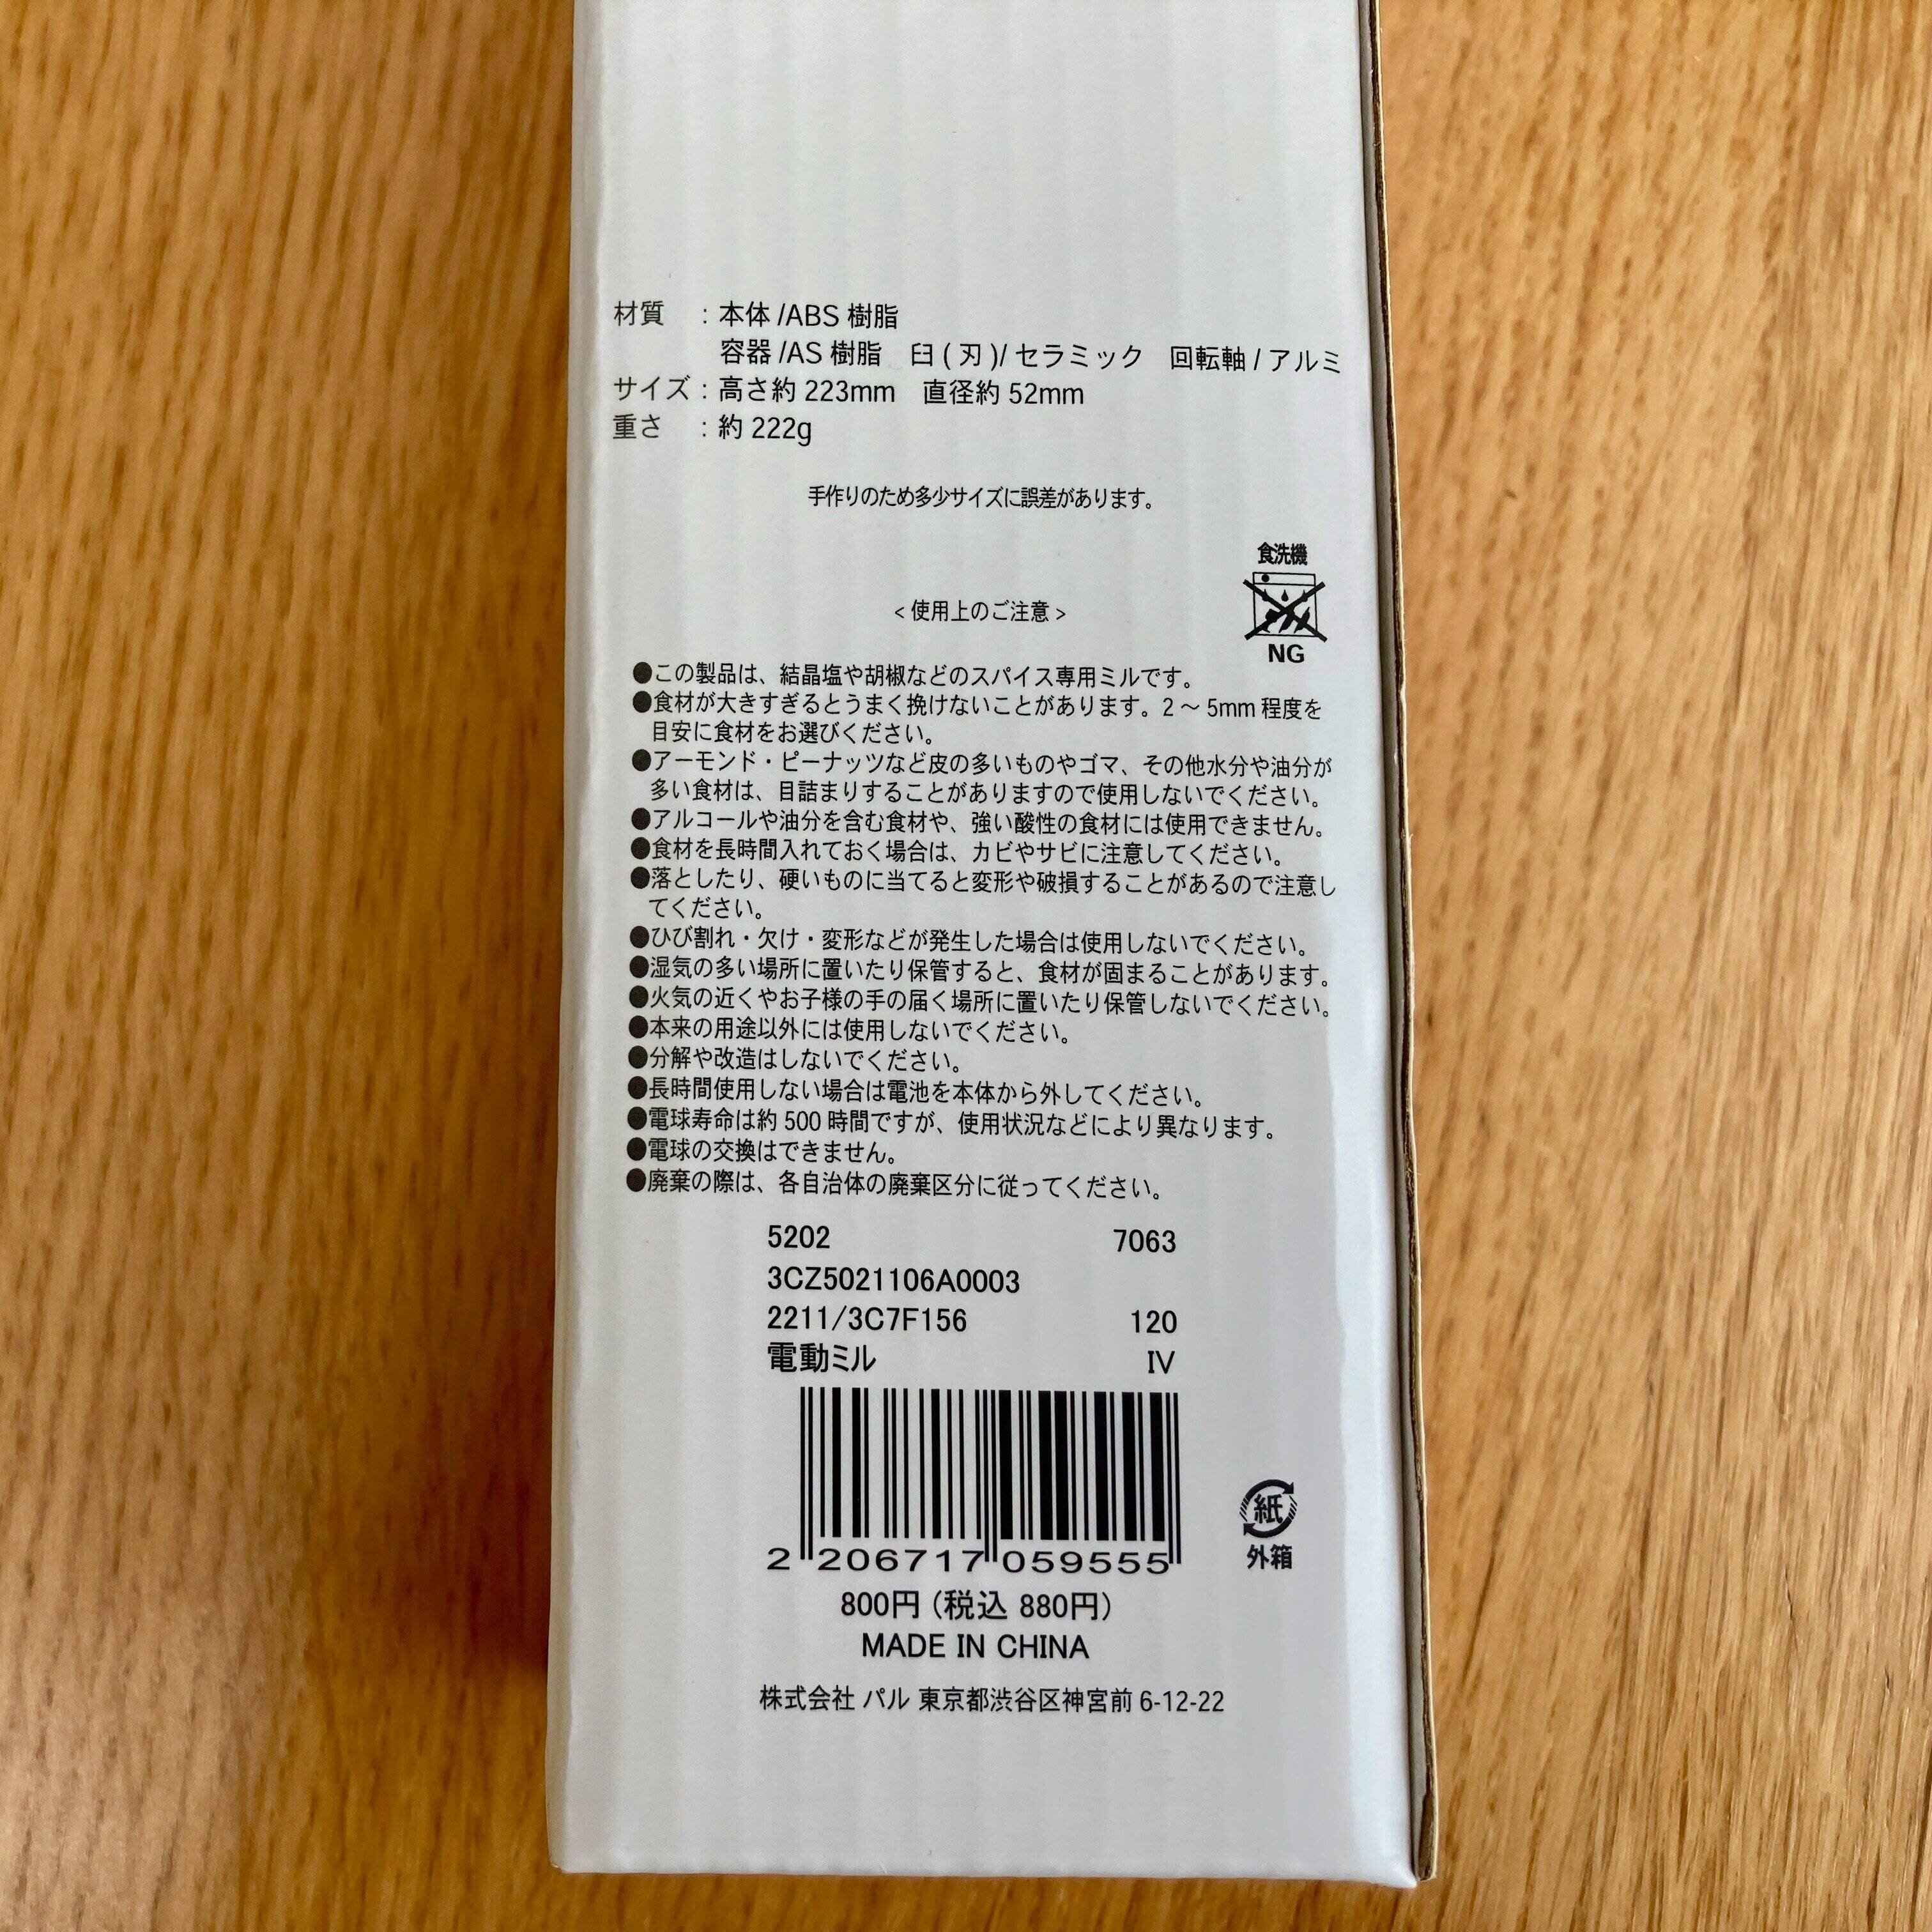 材質　：本体 /ABS 樹脂
容器 /AS 樹脂　臼 ( 刃 )/ セラミック　回転軸 / アルミ
サイズ：高さ約 223mm　直径約 52mm
重さ　：約 222g
手作りのため多少サイズに誤差があります。
食洗機
NG
< 使用上のご注意 >
●この製品は、結晶塩や胡椒などのスパイス専用ミルです。
●食材が大きすぎるとうまく挽けないことがあります。2 ～ 5mm 程度を
目安に食材をお選びください。
●アーモンド・ピーナッツなど皮の多いものやゴマ、その他水分や油分が
多い食材は、目詰まりすることがありますので使用しないでください。
●アルコールや油分を含む食材や、強い酸性の食材には使用できません。
●食材を長時間入れておく場合は、カビやサビに注意してください。
●落としたり、硬いものに当てると変形や破損することがあるので注意し
てください。
●ひび割れ・欠け・変形などが発生した場合は使用しないでください。
●湿気の多い場所に置いたり保管すると、食材が固まることがあります。
●火気の近くやお子様の手の届く場所に置いたり保管しないでください。
●本来の用途以外には使用しないでください。
●分解や改造はしないでください。
●長時間使用しない場合は電池を本体から外してください。
●電球寿命は約 500 時間ですが、使用状況などにより異なります。
●電球の交換はできません。
●廃棄の際は、各自治体の廃棄区分に従ってください。
5202 7063
3CZ5021106A0003
2211/3C7F156 120
電動ミル IV
2 206717 059555
紙
外箱
800円 (税込 880円)
MADE IN CHINA
株式会社 パル 東京都渋谷区神宮前 6-12-22